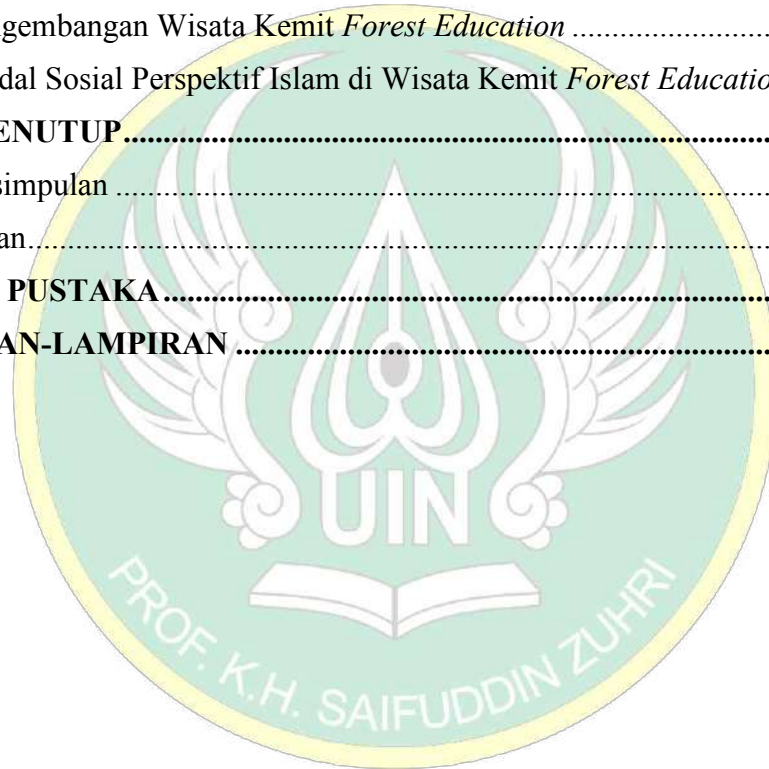 ngembangan Wisata Kemit Forest Education ...............................
dal Sosial Perspektif Islam di Wisata Kemit Forest Educatio
ENUTUP.....................................................................................
simpulan .....................................................................................
an................................................................................................
PUSTAKA................................................................................
AN-LAMPIRAN .....................................................................
UIN
PROF. K.H. SAIFUDDIN ZUHRI